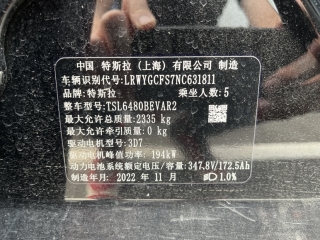 中国 特斯拉（上海）有限公司 制造
车辆识别代号:LRWYGCFS7NC631811
品牌: 特斯拉 乘坐人数: 5
整车型号:TSL6480BEVAR2
最大允许总质量: 2335 kg
最大允许牵引质量: 0 kg
驱动电机型号: 3D7
驱动电机峰值功率: 194kW
动力电池系统额定电压/容量: 347.8V/172.5Ah
制造年月: 2022 年 11 月 1.0%